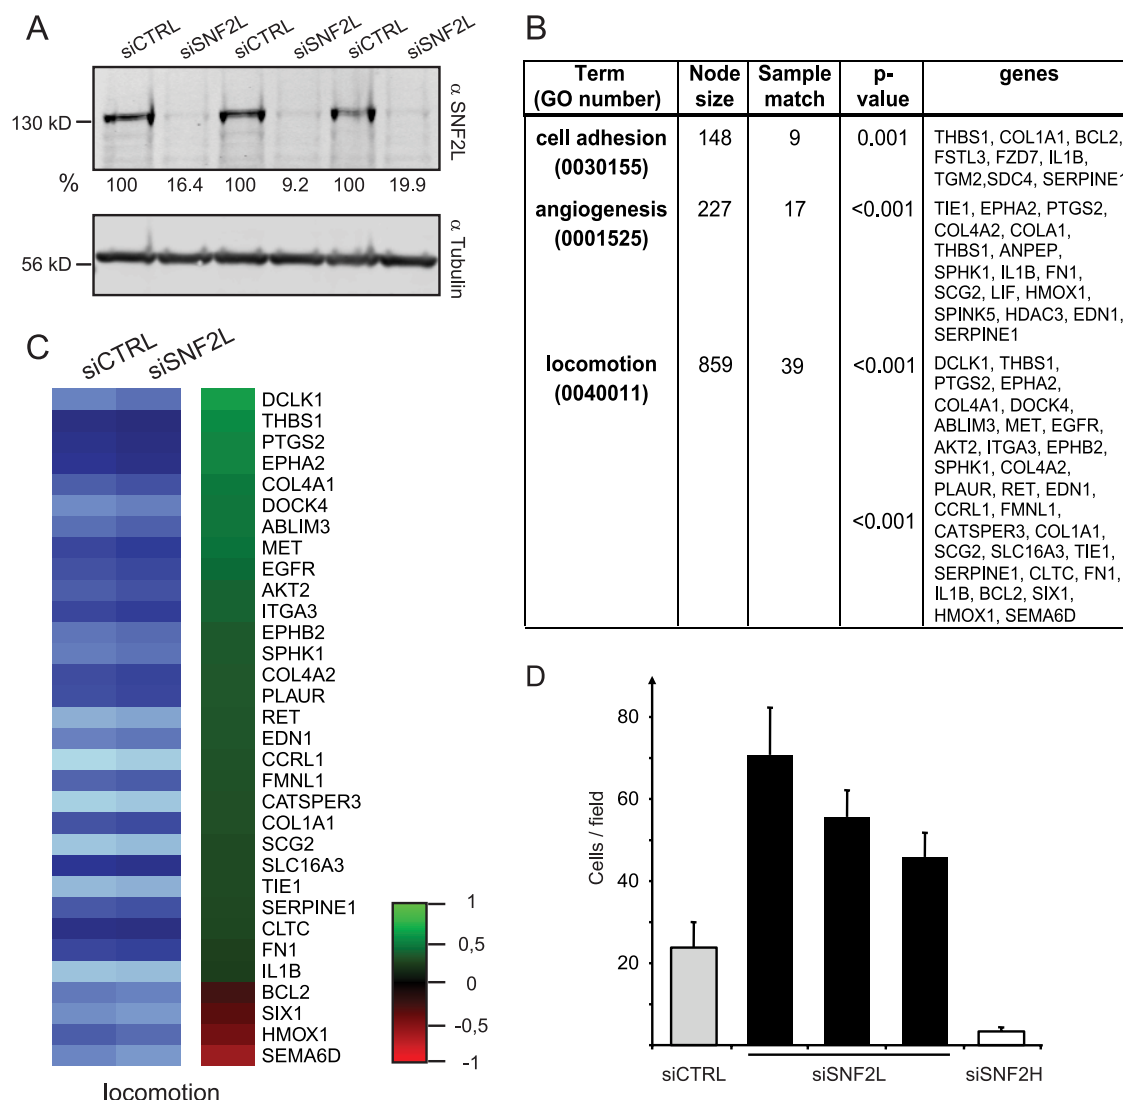 A
siCTRL siSNF2L siCTRL siSNF2L siCTRL siSNF2L
130 kD
α SNF2L
% 100 16.4 100 9.2 100 19.9
56 kD
α Tubulin
B
Term (GO number) Node size Sample match p-value genes
cell adhesion (0030155) 148 9 0.001
THBS1, COL1A1, BCL2,
FSTL3, FZD7, IL1B,
TGM2,SDC4, SERPINE1
angiogenesis (0001525) 227 17 <0.001
TIE1, EPHA2, PTGS2,
COL4A2, COLA1,
THBS1, ANPEP,
SPHK1, IL1B, FN1,
SCG2, LIF, HMOX1,
SPINK5, HDAC3, EDN1,
SERPINE1
locomotion (0040011) 859 39 <0.001
<0.001
DCLK1, THBS1,
PTGS2, EPHA2,
COL4A1, DOCK4,
ABLIM3, MET, EGFR,
AKT2, ITGA3, EPHB2,
SPHK1, COL4A2,
PLAUR, RET, EDN1,
CCRL1, FMNL1,
CATSPER3, COL1A1,
SCG2, SLC16A3, TIE1,
SERPINE1, CLTC, FN1,
IL1B, BCL2, SIX1,
HMOX1, SEMA6D
C
siCTRL siSNF2L
DCLK1
THBS1
PTGS2
EPHA2
COL4A1
DOCK4
ABLIM3
MET
EGFR
AKT2
ITGA3
EPHB2
SPHK1
COL4A2
PLAUR
RET
EDN1
CCRL1
FMNL1
CATSPER3
COL1A1
SCG2
SLC16A3
TIE1
SERPINE1
CLTC
FN1
IL1B
BCL2
SIX1
HMOX1
SEMA6D
locomotion
1
0,5
0
-0,5
-1
D
Cells / field
80
60
40
20
siCTRL siSNF2L siSNF2H